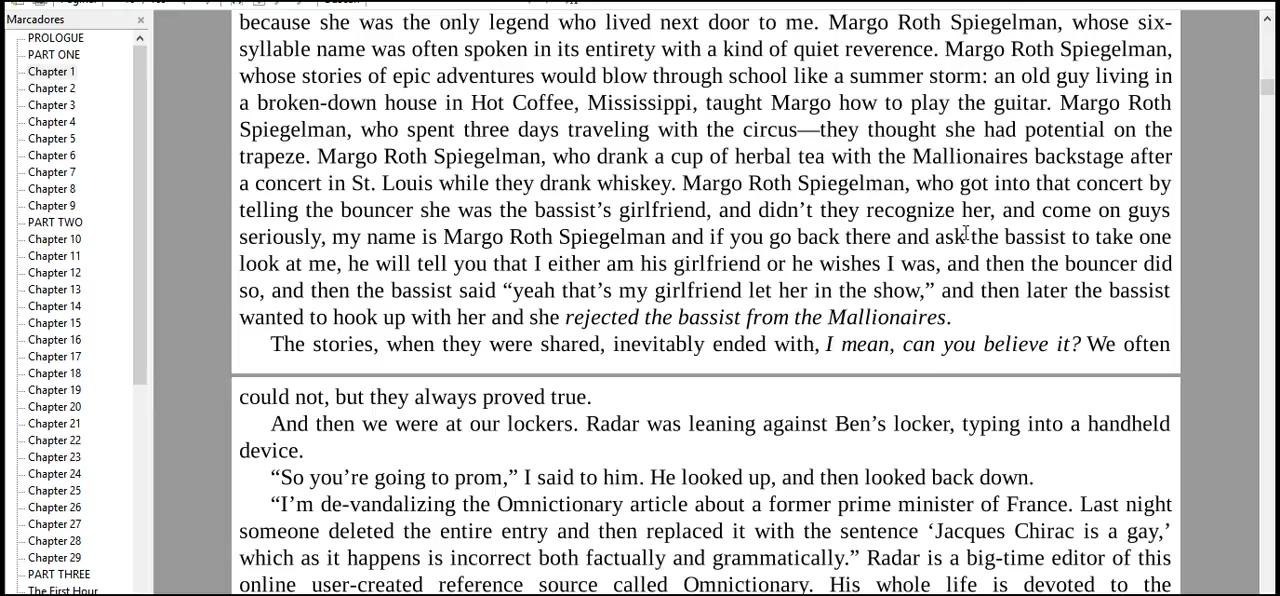 Marcadores
PROLOGUE
PART ONE
Chapter 1
Chapter 2
Chapter 3
Chapter 4
Chapter 5
Chapter 6
Chapter 7
Chapter 8
Chapter 9
PART TWO
Chapter 10
Chapter 11
Chapter 12
Chapter 13
Chapter 14
Chapter 15
Chapter 16
Chapter 17
Chapter 18
Chapter 19
Chapter 20
Chapter 21
Chapter 22
Chapter 23
Chapter 24
Chapter 25
Chapter 26
Chapter 27
Chapter 28
Chapter 29
PART THREE
The First Hour
because she was the only legend who lived next door to me. Margo Roth Spiegelman, whose six-
syllable name was often spoken in its entirety with a kind of quiet reverence. Margo Roth Spiegelman,
whose stories of epic adventures would blow through school like a summer storm: an old guy living in
a broken-down house in Hot Coffee, Mississippi, taught Margo how to play the guitar. Margo Roth
Spiegelman, who spent three days traveling with the circus—they thought she had potential on the
trapeze. Margo Roth Spiegelman, who drank a cup of herbal tea with the Mallionaires backstage after
a concert in St. Louis while they drank whiskey. Margo Roth Spiegelman, who got into that concert by
telling the bouncer she was the bassist’s girlfriend, and didn’t they recognize her, and come on guys
seriously, my name is Margo Roth Spiegelman and if you go back there and ask the bassist to take one
look at me, he will tell you that I either am his girlfriend or he wishes I was, and then the bouncer did
so, and then the bassist said “yeah that’s my girlfriend let her in the show,” and then later the bassist
wanted to hook up with her and she rejected the bassist from the Mallionaires.
The stories, when they were shared, inevitably ended with, I mean, can you believe it? We often
could not, but they always proved true.
And then we were at our lockers. Radar was leaning against Ben’s locker, typing into a handheld
device.
“So you’re going to prom,” I said to him. He looked up, and then looked back down.
“I’m de-vandalizing the Omnictionary article about a former prime minister of France. Last night
someone deleted the entire entry and then replaced it with the sentence ‘Jacques Chirac is a gay,’
which as it happens is incorrect both factually and grammatically.” Radar is a big-time editor of this
online user-created reference source called Omnictionary. His whole life is devoted to the